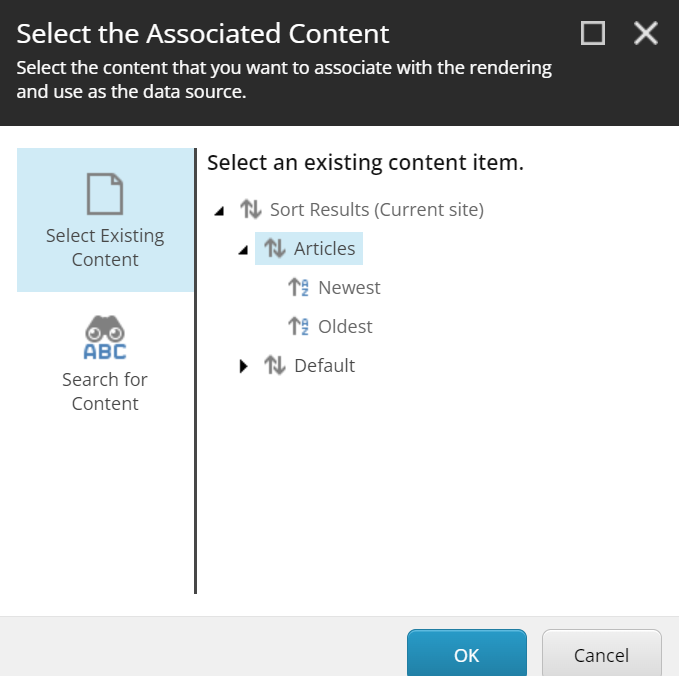 Select the Associated Content
Select the content that you want to associate with the rendering
and use as the data source.
Select Existing
Content
ABC
Search for
Content
Select an existing content item.
Sort Results (Current site)
Articles
AZ Newest
AZ Oldest
Default
OK
Cancel